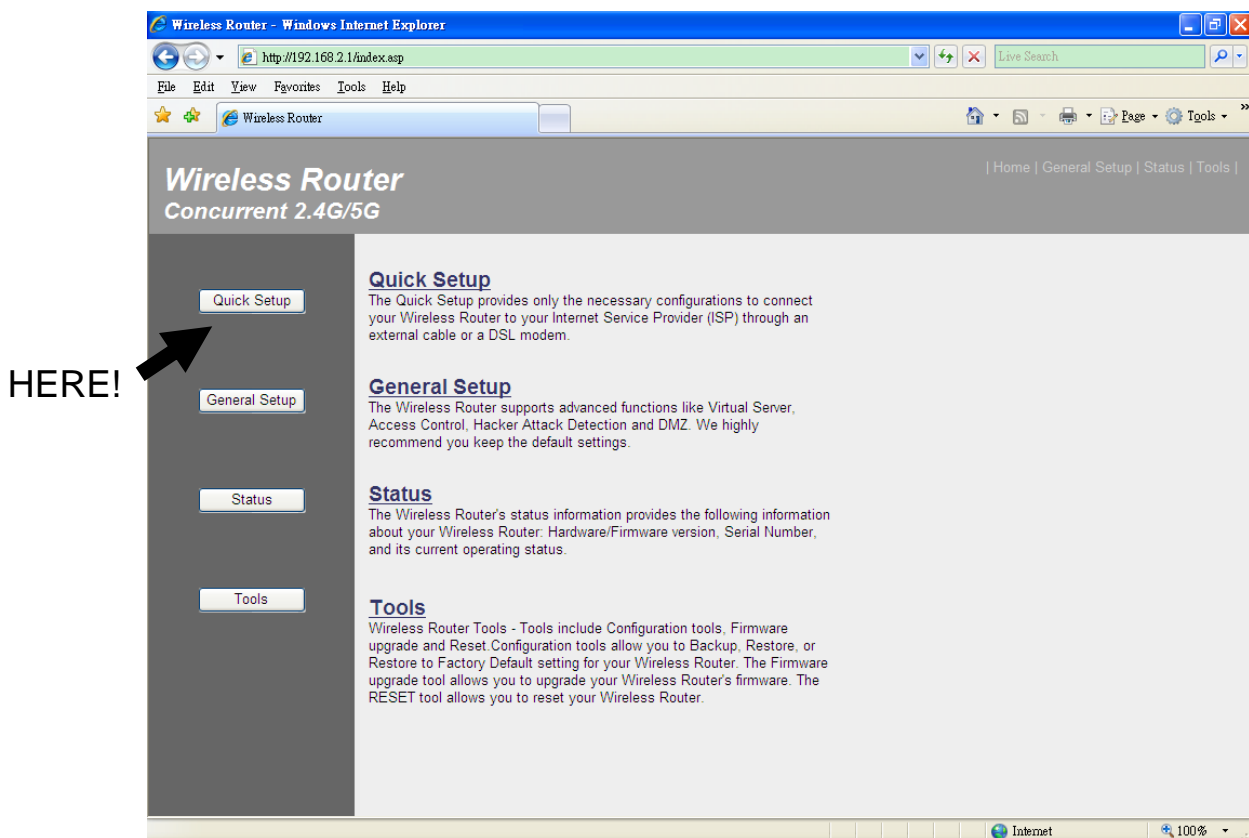 Wireless Router - Windows Internet Explorer
http://192.168.2.1/index.asp
Live Search
File Edit View Favorites Tools Help
Wireless Router
Page Tools »
Wireless Router
Concurrent 2.4G/5G
| Home | General Setup | Status | Tools |
HERE!
Quick Setup
General Setup
Status
Tools
Quick Setup
The Quick Setup provides only the necessary configurations to connect
your Wireless Router to your Internet Service Provider (ISP) through an
external cable or a DSL modem.
General Setup
The Wireless Router supports advanced functions like Virtual Server,
Access Control, Hacker Attack Detection and DMZ. We highly
recommend you keep the default settings.
Status
The Wireless Router's status information provides the following information
about your Wireless Router: Hardware/Firmware version, Serial Number,
and its current operating status.
Tools
Wireless Router Tools - Tools include Configuration tools, Firmware
upgrade and Reset.Configuration tools allow you to Backup, Restore, or
Restore to Factory Default setting for your Wireless Router. The Firmware
upgrade tool allows you to upgrade your Wireless Router's firmware. The
RESET tool allows you to reset your Wireless Router.
Internet
100%